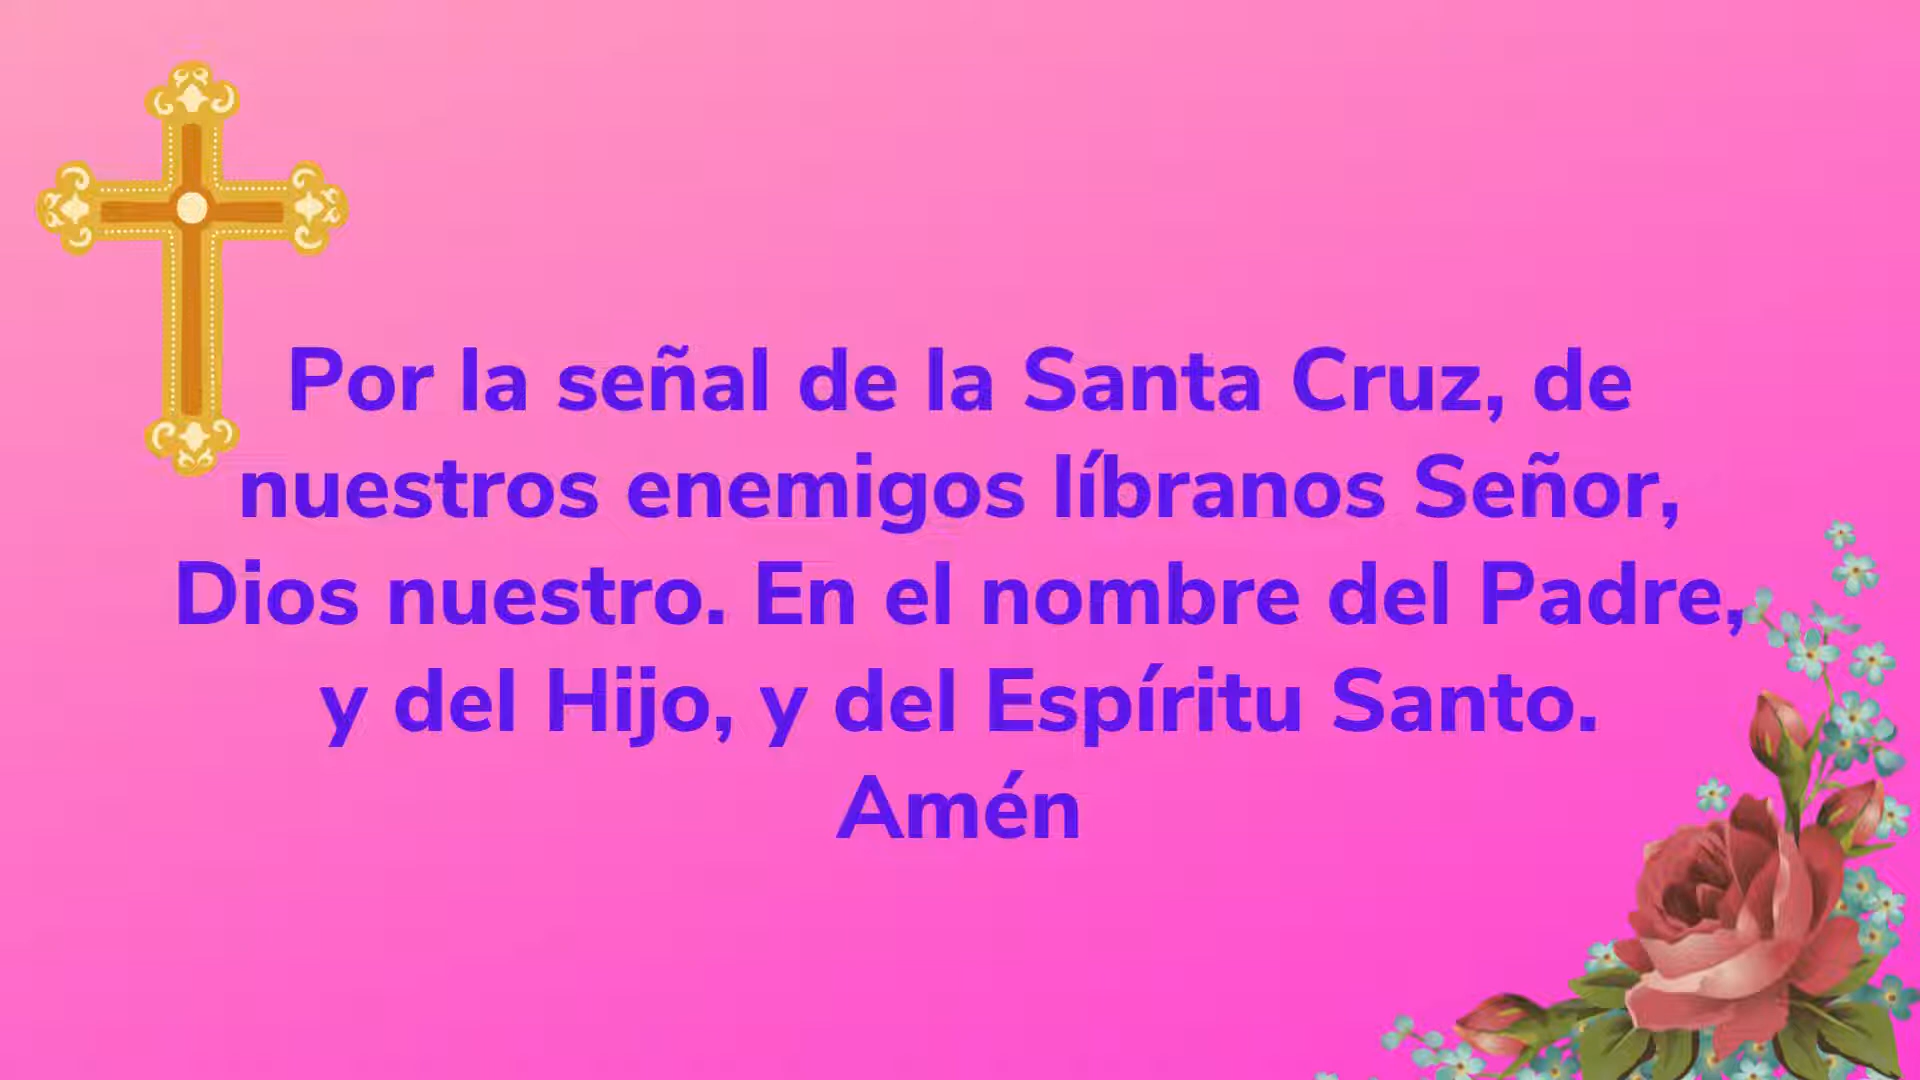 Por la señal de la Santa Cruz, de
nuestros enemigos líbranos Señor,
Dios nuestro. En el nombre del Padre,
y del Hijo, y del Espíritu Santo.
Amén